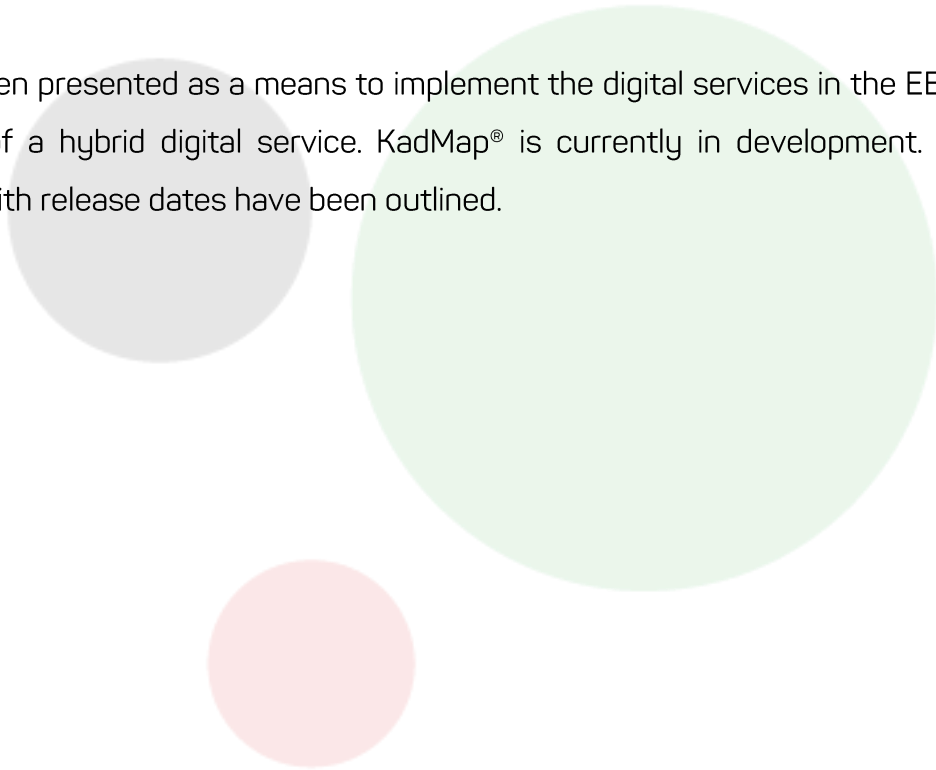 en presented as a means to implement the digital services in the EE
f a hybrid digital service. KadMap® is currently in development.
ith release dates have been outlined.